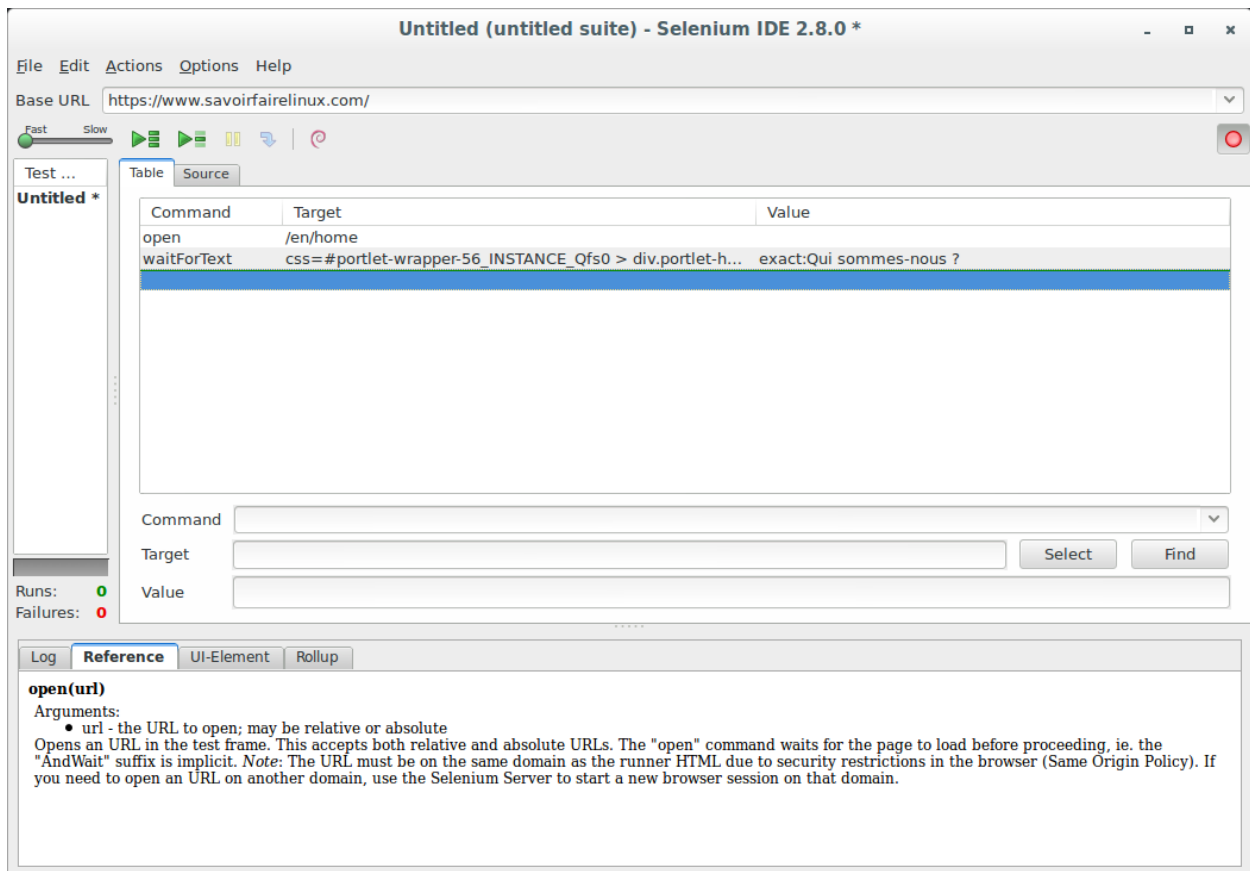 Untitled (untitled suite) - Selenium IDE 2.8.0 *
File Edit Actions Options Help
Base URL https://www.savoirfairelinux.com/
Fast Slow
Test ...
Untitled *
Table Source
Command Target Value
open /en/home
waitForText css=#portlet-wrapper-56_INSTANCE_Qfs0 > div.portlet-h... exact:Qui sommes-nous ?
Command
Target Select Find
Value
Runs: 0
Failures: 0
Log Reference UI-Element Rollup
open(url)
Arguments:
• url - the URL to open; may be relative or absolute
Opens an URL in the test frame. This accepts both relative and absolute URLs. The "open" command waits for the page to load before proceeding, ie. the
"AndWait" suffix is implicit. Note: The URL must be on the same domain as the runner HTML due to security restrictions in the browser (Same Origin Policy). If
you need to open an URL on another domain, use the Selenium Server to start a new browser session on that domain.